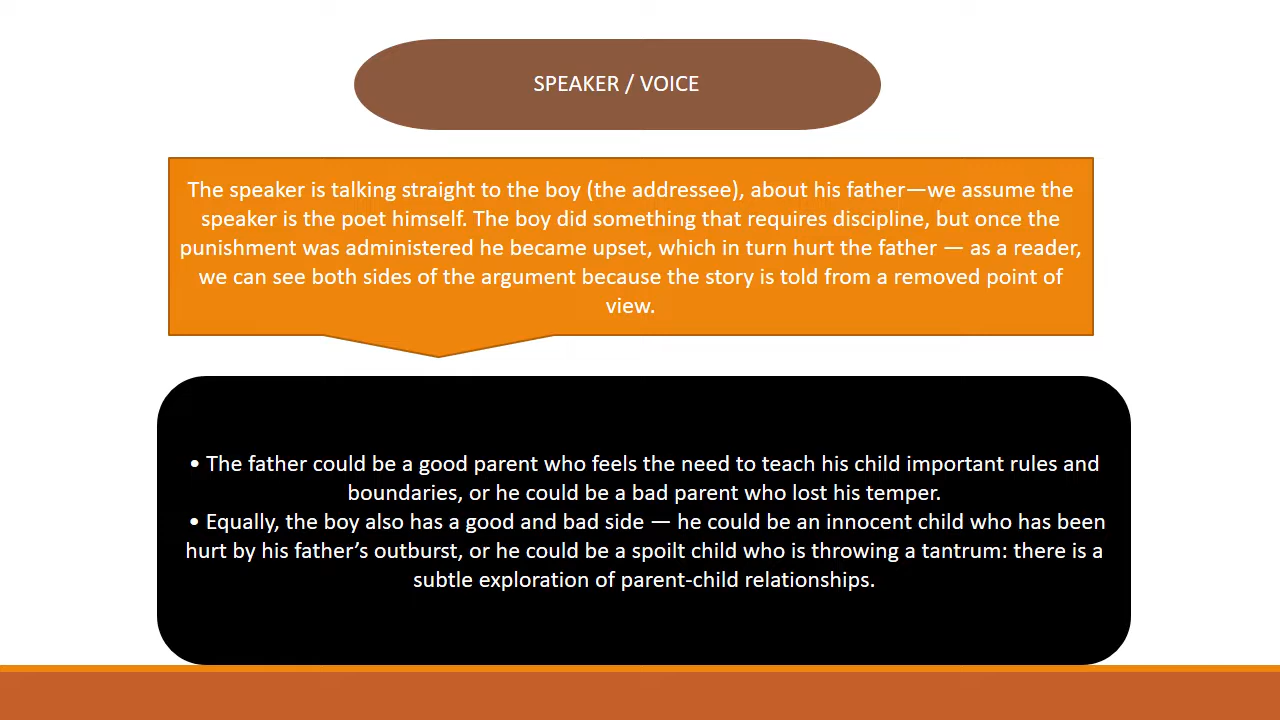 SPEAKER / VOICE
The speaker is talking straight to the boy (the addressee), about his father—we assume the
speaker is the poet himself. The boy did something that requires discipline, but once the
punishment was administered he became upset, which in turn hurt the father — as a reader,
we can see both sides of the argument because the story is told from a removed point of
view.
• The father could be a good parent who feels the need to teach his child important rules and
boundaries, or he could be a bad parent who lost his temper.
• Equally, the boy also has a good and bad side — he could be an innocent child who has been
hurt by his father’s outburst, or he could be a spoilt child who is throwing a tantrum: there is a
subtle exploration of parent-child relationships.